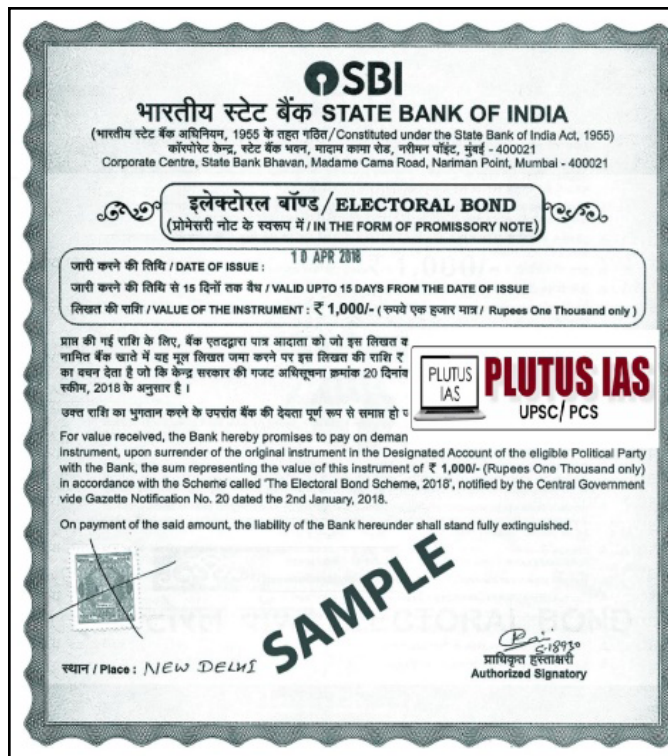 SBI
भारतीय स्टेट बैंक STATE BANK OF INDIA
(भारतीय स्टेट बैंक अधिनियम, 1955 के तहत गठित/Constituted under the State Bank of India Act, 1955)
कॉरपोरेट केन्द्र, स्टेट बैंक भवन, मादाम कामा रोड, नरीमन पॉइंट, मुंबई - 400021
Corporate Centre, State Bank Bhavan, Madame Cama Road, Nariman Point, Mumbai - 400021
इलेक्टोरल बॉण्ड/ELECTORAL BOND
(प्रोमेसरी नोट के स्वरूप में / IN THE FORM OF PROMISSORY NOTE)
जारी करने की तिथि / DATE OF ISSUE : 10 APR 2018
जारी करने की तिथि से 15 दिनों तक वैध / VALID UPTO 15 DAYS FROM THE DATE OF ISSUE
लिखत की राशि / VALUE OF THE INSTRUMENT : ₹ 1,000/- (रुपये एक हजार मात्र / Rupees One Thousand only )
प्राप्त की गई राशि के लिए, बैंक एतदद्वारा पात्र आदाता को जो इस लिखत
नामित बैंक खाते में यह मूल लिखत जमा करने पर इस लिखत की राशि ₹
का वचन देता है जो कि केन्द्र सरकार की गजट अधिसूचना क्रमांक 20
स्कीम, 2018 के अनुसार है ।
PLUTUS
IAS
PLUTUS IAS
UPSC/ PCS
उक्त राशि का भुगतान करने के उपरांत बैंक की देयता पूर्ण रूप से समाप्त हो
For value received, the Bank hereby promises to pay on deman
instrument, upon surrender of the original instrument in the Designated Account of the eligible Political Party
with the Bank, the sum representing the value of this instrument of ₹ 1,000/- (Rupees One Thousand only)
in accordance with the Scheme called 'The Electoral Bond Scheme, 2018', notified by the Central Government
vide Gazette Notification No. 20 dated the 2nd January, 2018.
On payment of the said amount, the liability of the Bank hereunder shall stand fully extinguished.
SAMPLE
स्थान / Place : NEW DELHI
प्राधिकृत हस्ताक्षरी
Authorized Signatory